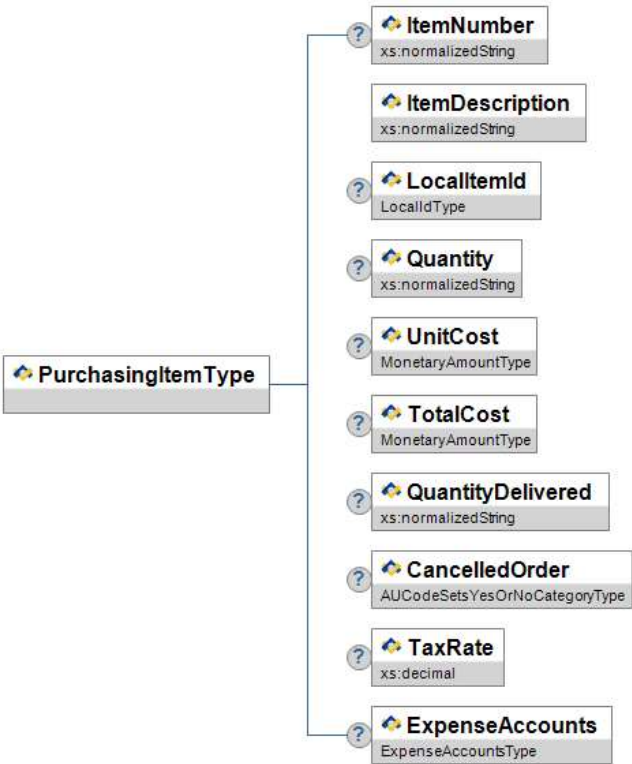 ?
ItemNumber
xs:normalizedString
ItemDescription
xs:normalizedString
?
LocalItemId
LocalIdType
?
Quantity
xs:normalizedString
?
UnitCost
MonetaryAmountType
PurchasingItemType
?
TotalCost
MonetaryAmountType
?
QuantityDelivered
xs:normalizedString
?
CancelledOrder
AUCodeSetsYesOrNoCategoryType
?
TaxRate
xs:decimal
?
ExpenseAccounts
ExpenseAccountsType